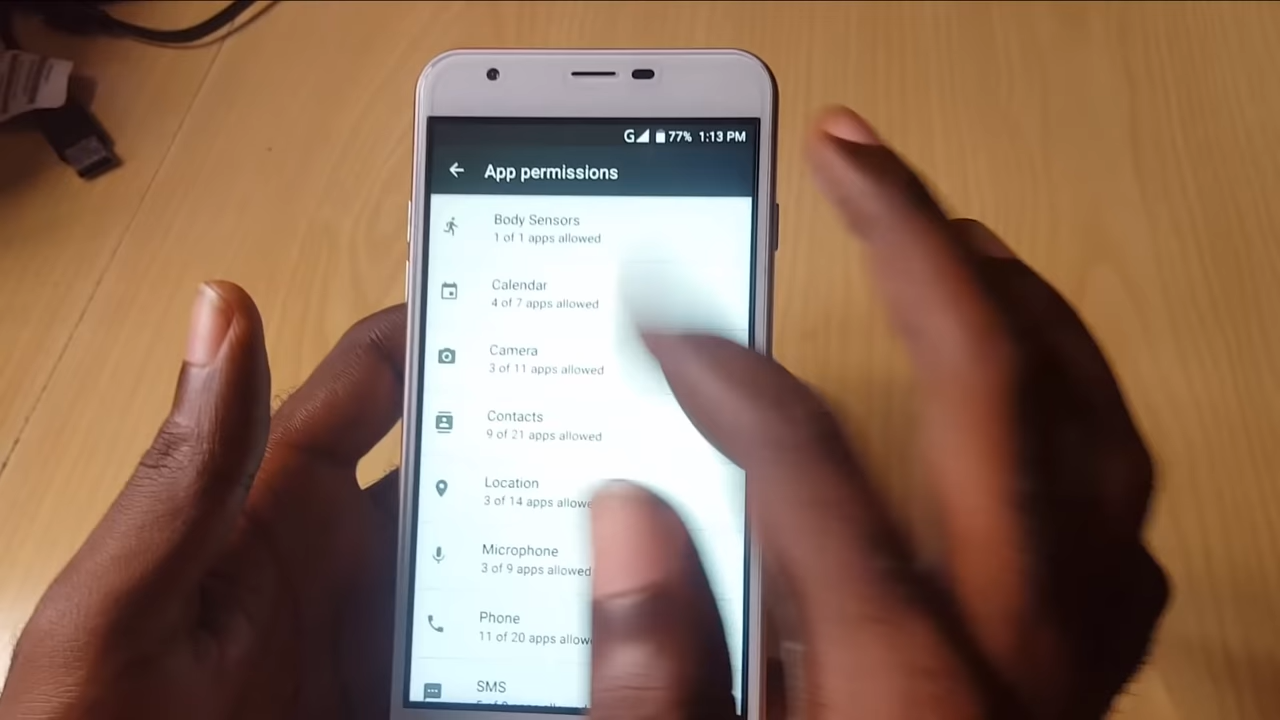 G 77% 1:13 PM
App permissions
Body Sensors
1 of 1 apps allowed
Calendar
4 of 7 apps allowed
Camera
3 of 11 apps allowed
Contacts
9 of 21 apps allowed
Location
3 of 14 apps allowe
Microphone
3 of 9 apps allowed
Phone
11 of 20 apps allow
SMS